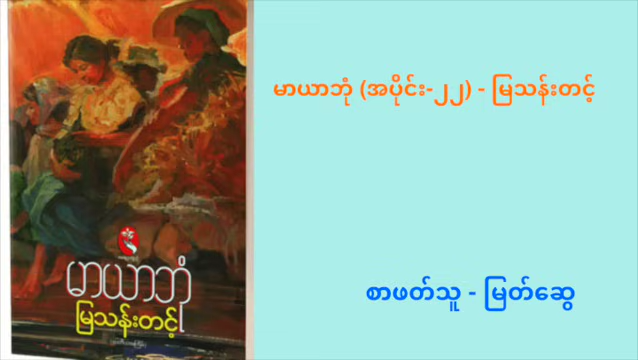 မာယာဘုံ
မြသန်းတင့်
မာယာဘုံ (အပိုင်း-၂၂) - မြသန်းတင့်
စာဖတ်သူ - မြတ်ဆွေ